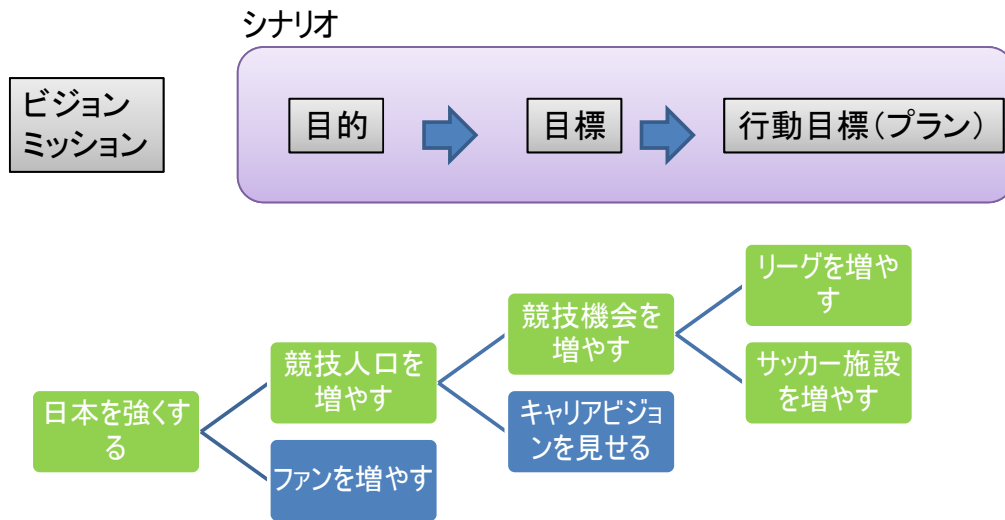 シナリオ
ビジョン
ミッション
目的
目標
行動目標(プラン)
リーグを増や
す
競技機会を
増やす
競技人口を
増やす
サッカー施設
を増やす
日本を強くす
る
キャリアビジョ
ンを見せる
ファンを増やす